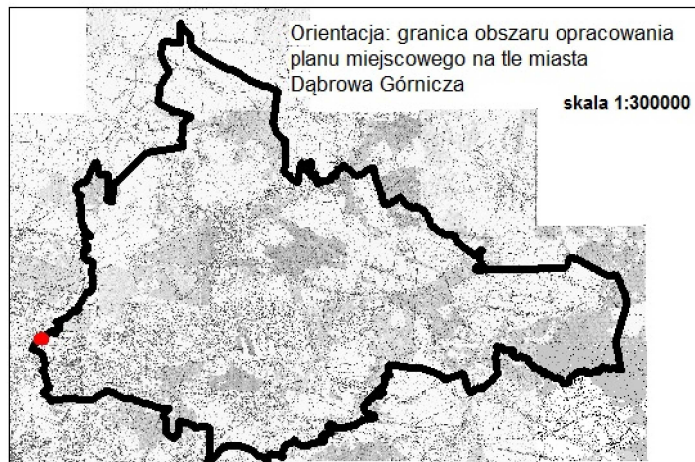 Orientacja: granica obszaru opracowania
planu miejscowego na tle miasta
Dąbrowa Górnicza
skala 1:300000